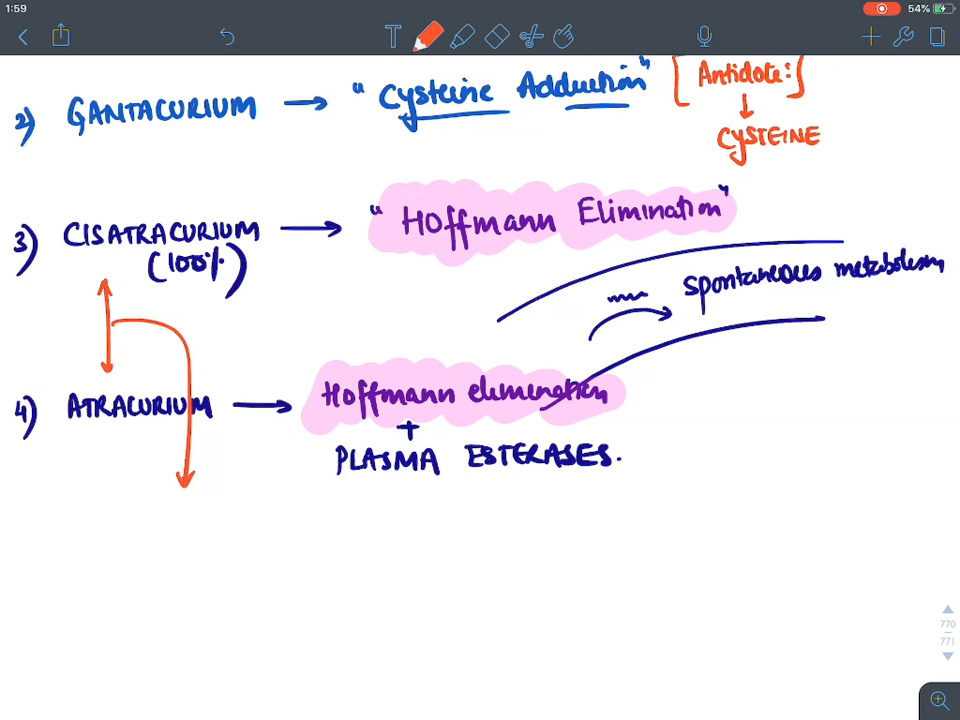 1:59
54%
T
2) GANTACURIUM → "Cysteine Adduction" [Antidote:]
↓
CYSTEINE
3) CISATRACURIUM → "Hoffmann Elimination"
(100%)
spontaneous metabolism
4) ATRACURIUM → Hoffmann elimination
+
PLASMA ESTERASES.
770
771